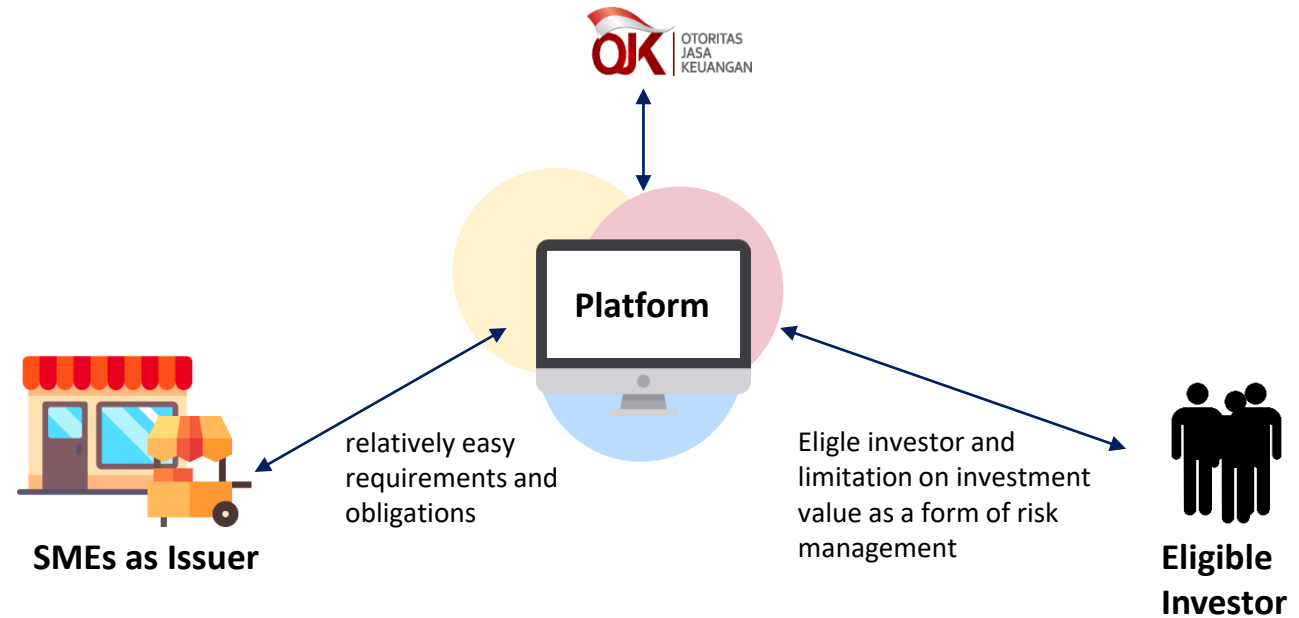 OJK
OTORITAS
JASA
KEUANGAN
Platform
relatively easy
requirements and
obligations
Eligle investor and
limitation on investment
value as a form of risk
management
SMEs as Issuer
Eligible
Investor